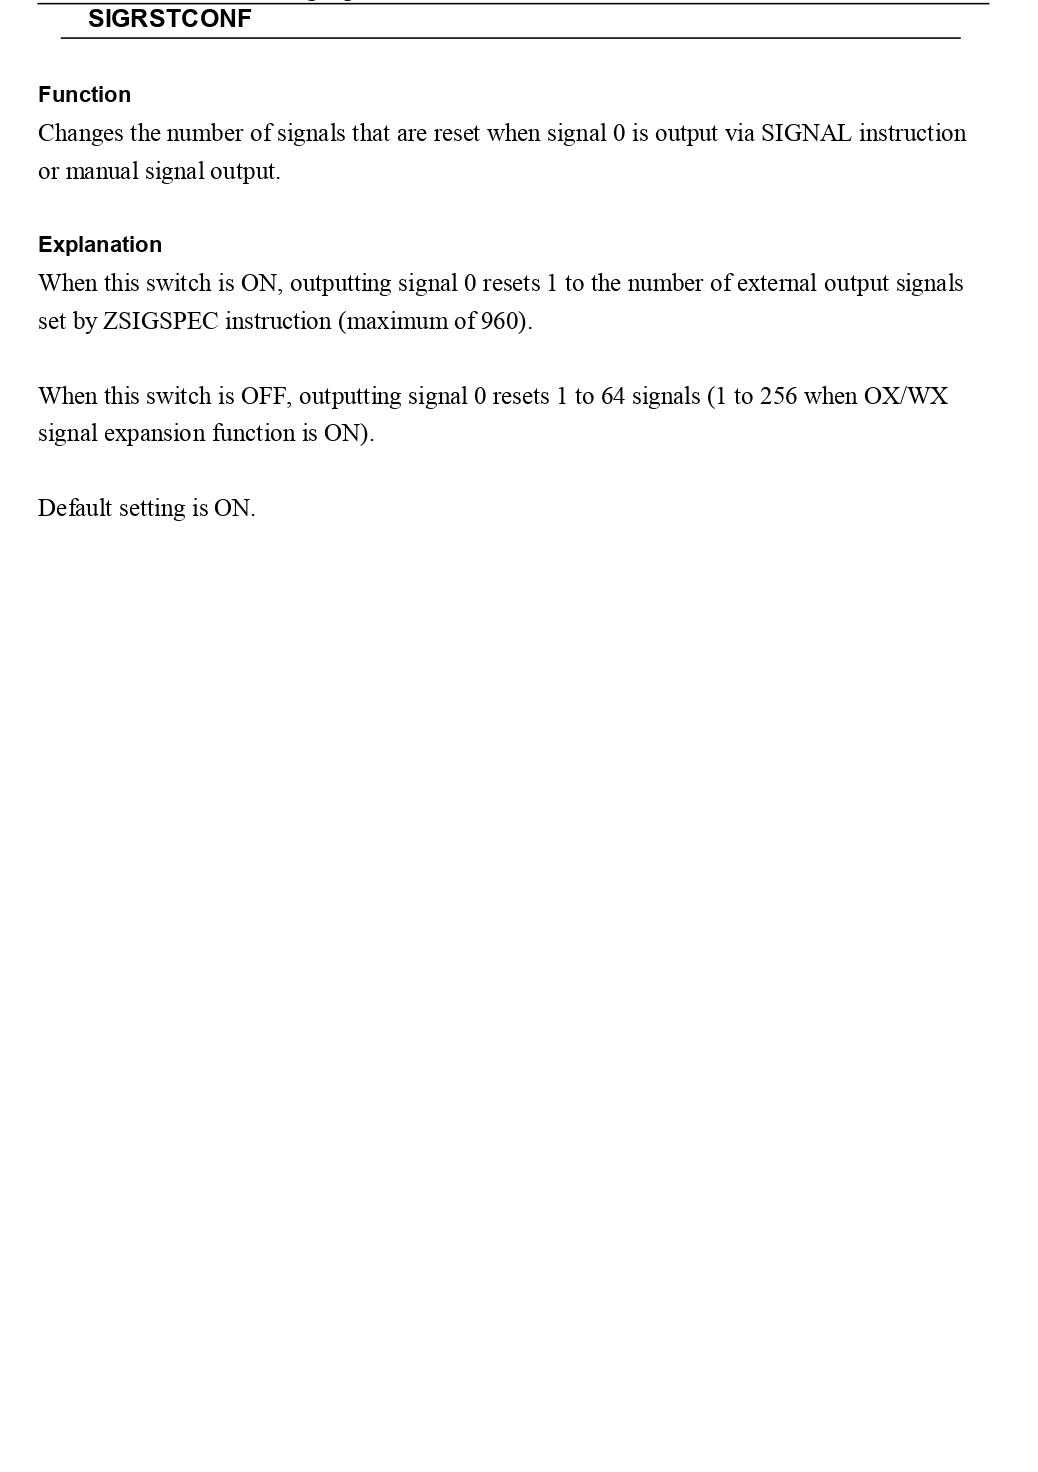 SIGRSTCONF
Function
Changes the number of signals that are reset when signal 0 is output via SIGNAL instruction
or manual signal output.
Explanation
When this switch is ON, outputting signal 0 resets 1 to the number of external output signals
set by ZSIGSPEC instruction (maximum of 960).
When this switch is OFF, outputting signal 0 resets 1 to 64 signals (1 to 256 when OX/WX
signal expansion function is ON).
Default setting is ON.